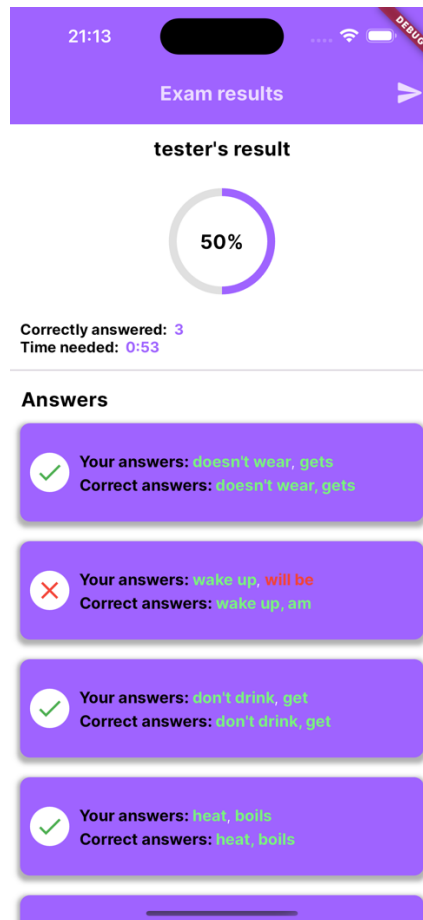 21:13
DEBUG
Exam results
tester's result
50%
Correctly answered: 3
Time needed: 0:53
Answers
Your answers: doesn't wear, gets
Correct answers: doesn't wear, gets
Your answers: wake up, will be
Correct answers: wake up, am
Your answers: don't drink, get
Correct answers: don't drink, get
Your answers: heat, boils
Correct answers: heat, boils